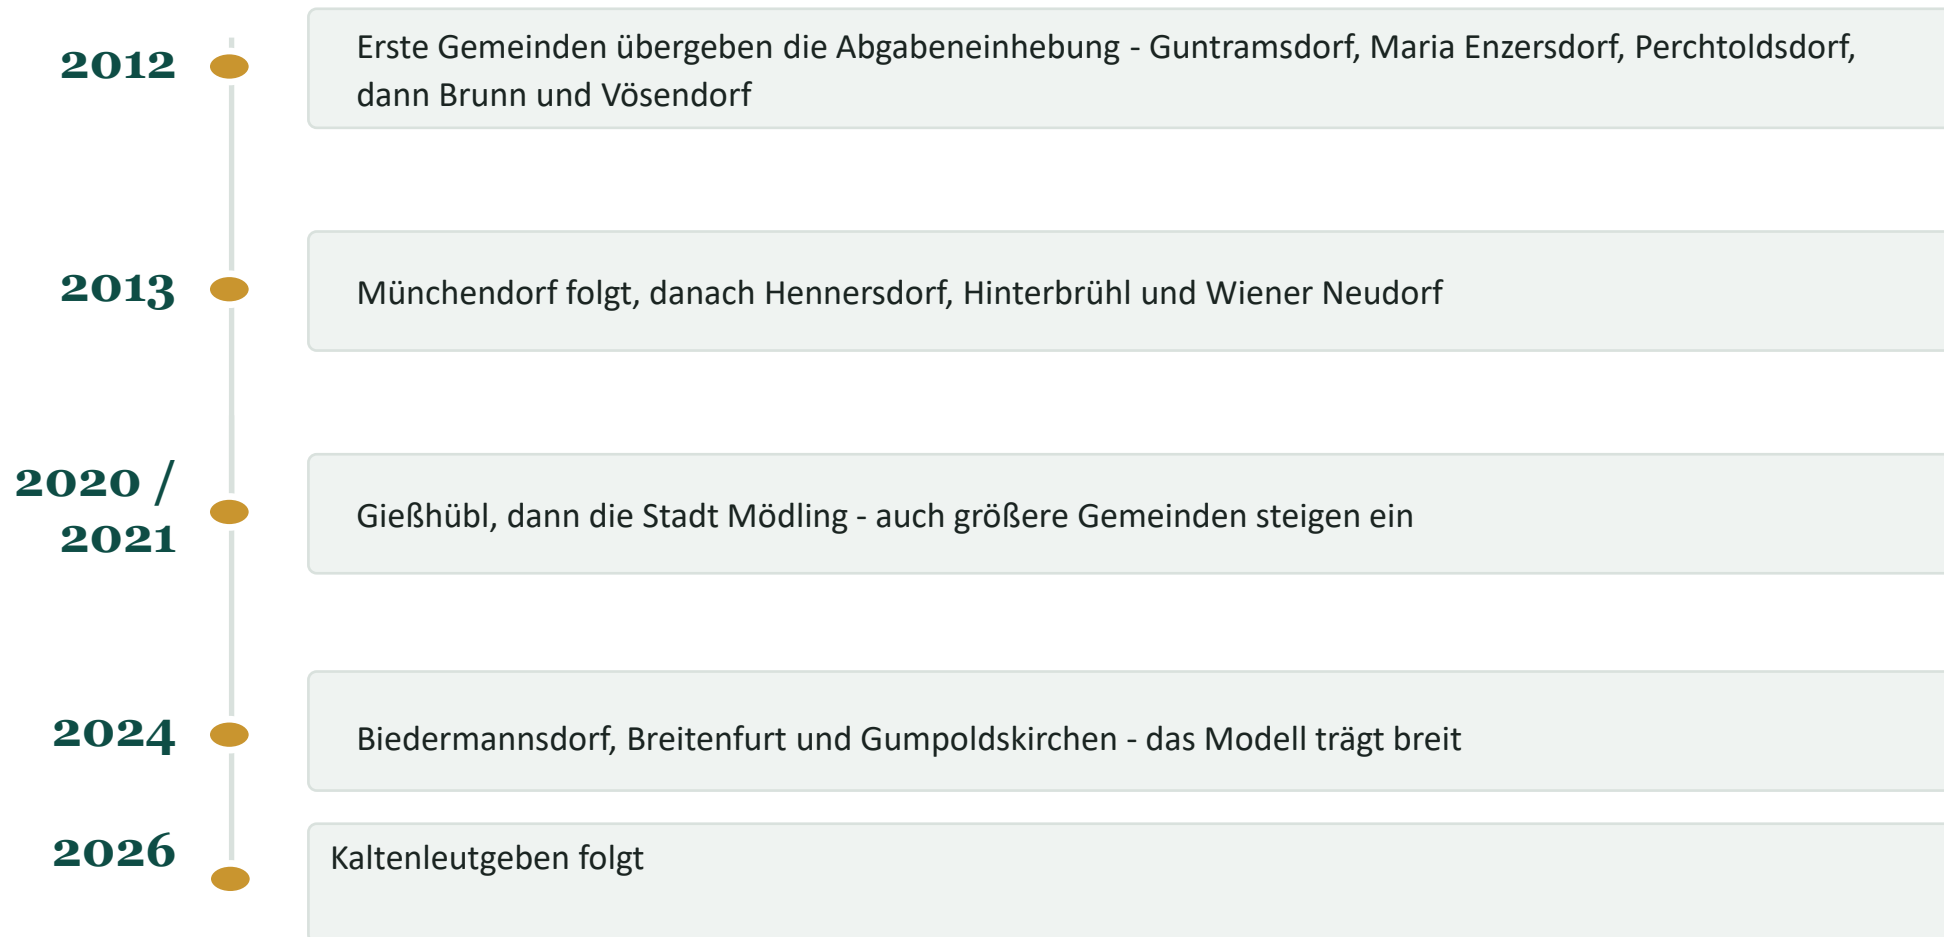 2012
Erste Gemeinden übergeben die Abgabeneinhebung - Guntramsdorf, Maria Enzersdorf, Perchtoldsdorf,
dann Brunn und Vösendorf
2013
Münchendorf folgt, danach Hennersdorf, Hinterbrühl und Wiener Neudorf
2020 /
2021
Gießhübl, dann die Stadt Mödling - auch größere Gemeinden steigen ein
2024
Biedermannsdorf, Breitenfurt und Gumpoldskirchen - das Modell trägt breit
2026
Kaltenleutgeben folgt